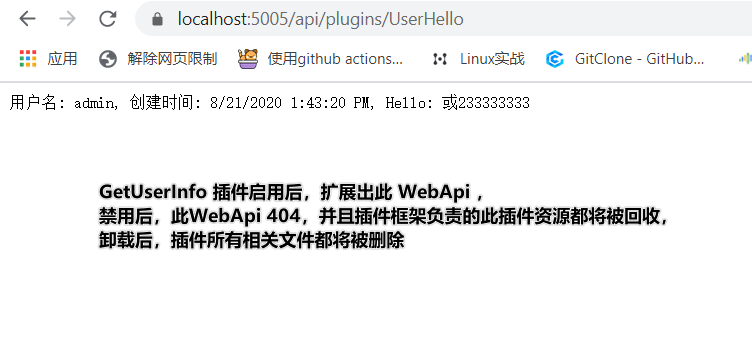 localhost:5005/api/plugins/UserHello
应用 解除网页限制 使用github actions... Linux实战 GitClone - GitHub...
用户名: admin, 创建时间: 8/21/2020 1:43:20 PM, Hello: 或233333333
GetUserInfo 插件启用后，扩展出此 WebApi ，
禁用后，此WebApi 404，并且插件框架负责的此插件资源都将被回收，
卸载后，插件所有相关文件都将被删除